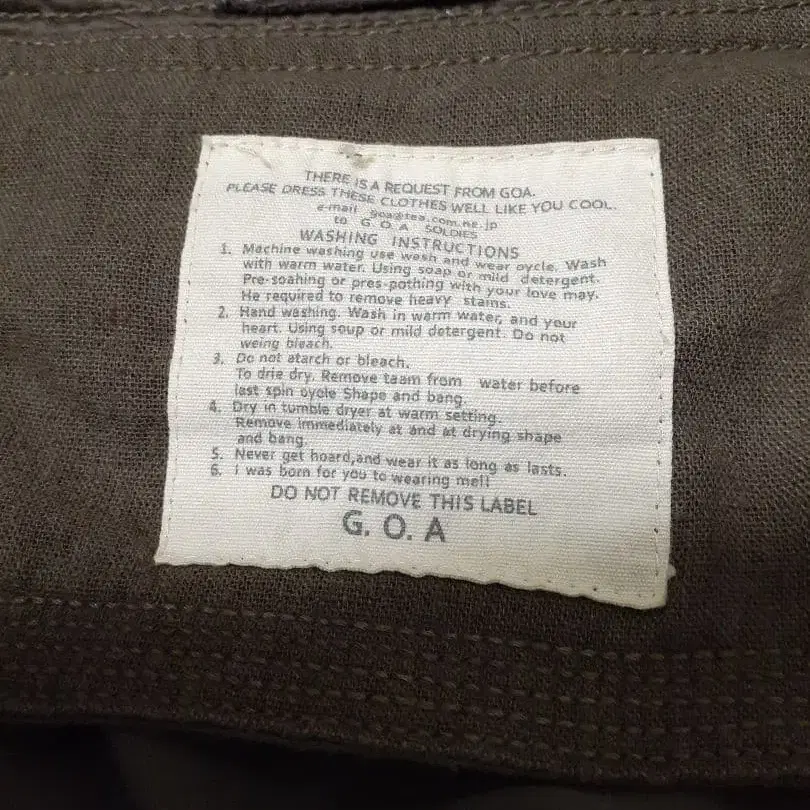 THERE IS A REQUEST FROM GOA.
PLEASE DRESS THESE CLOTHES WELL LIKE YOU COOL.
e-mail goa@tea.com.ne.jp
to G.O.A SOLDIES
WASHING INSTRUCTIONS
1. Machine washing use wesh and wear oycle. Wash
with warm water. Using soap or mild detergent.
Pre-soahing or pres-pothing with your love may.
He required to remove heavy stains.
2. Hand washing. Wash in warm water, and your
heart. Using soup or mild detergent. Do not
weing bleach.
3. Do not atarch or bleach.
To drie dry. Remove taam from water before
last spin oyole Shape and bang.
4. Dry in tumble dryer at warm setting.
Remove immediately at and at drying shape
and bang.
5. Never get hoard,and wear it as long as lasts.
6. I was born for you to wearing me!!
DO NOT REMOVE THIS LABEL
G. O. A